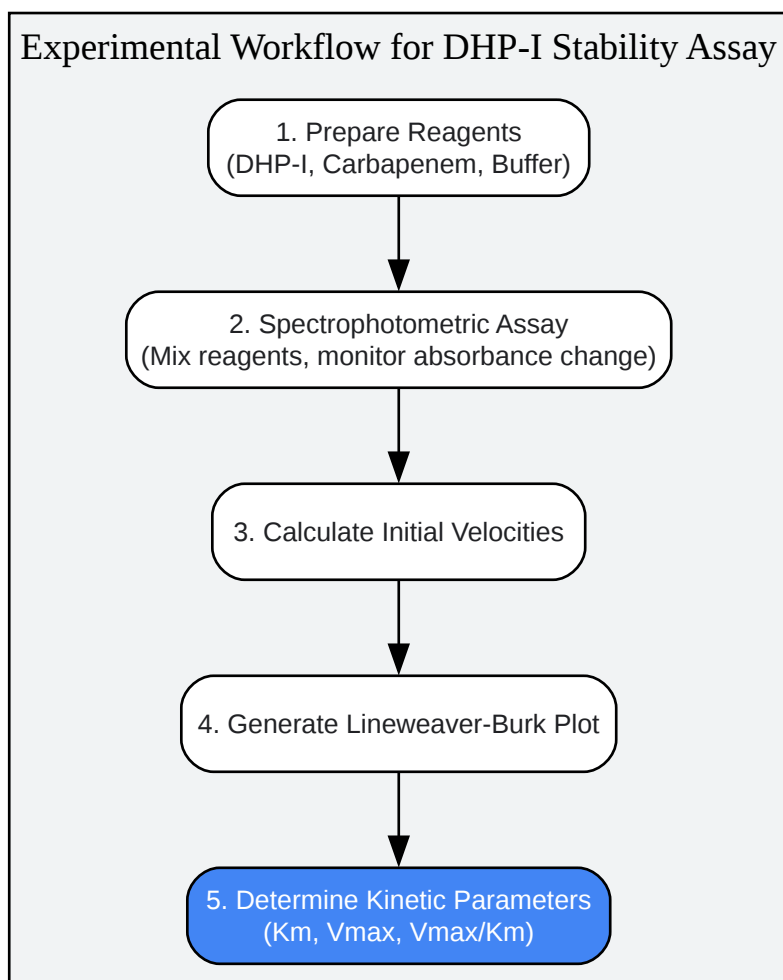 Experimental Workflow for DHP-I Stability Assay
1. Prepare Reagents
(DHP-I, Carbapenem, Buffer)
2. Spectrophotometric Assay
(Mix reagents, monitor absorbance change)
3. Calculate Initial Velocities
4. Generate Lineweaver-Burk Plot
5. Determine Kinetic Parameters
(Km, Vmax, Vmax/Km)